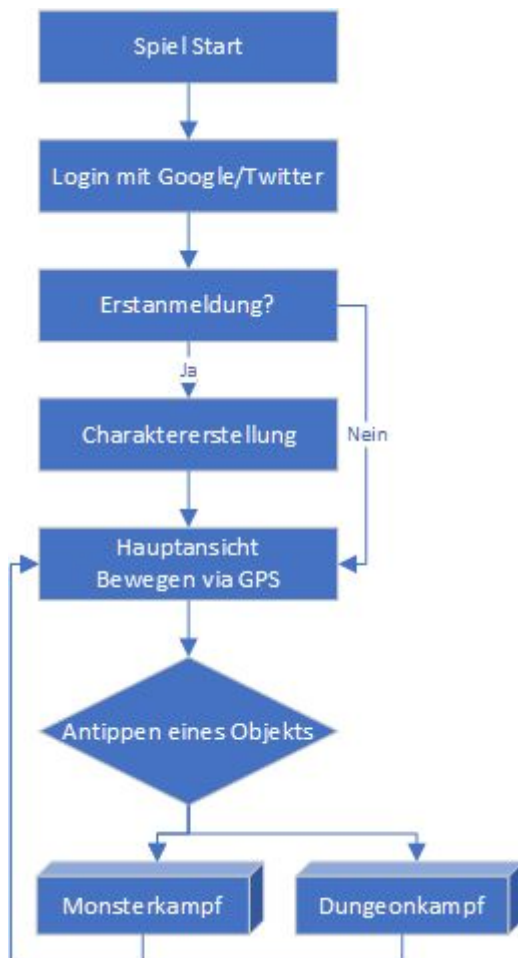 Spiel Start
Login mit Google/Twitter
Erstanmeldung?
Ja
Nein
Charaktererstellung
Hauptansicht
Bewegen via GPS
Antippen eines Objekts
Monsterkampf
Dungeonkampf